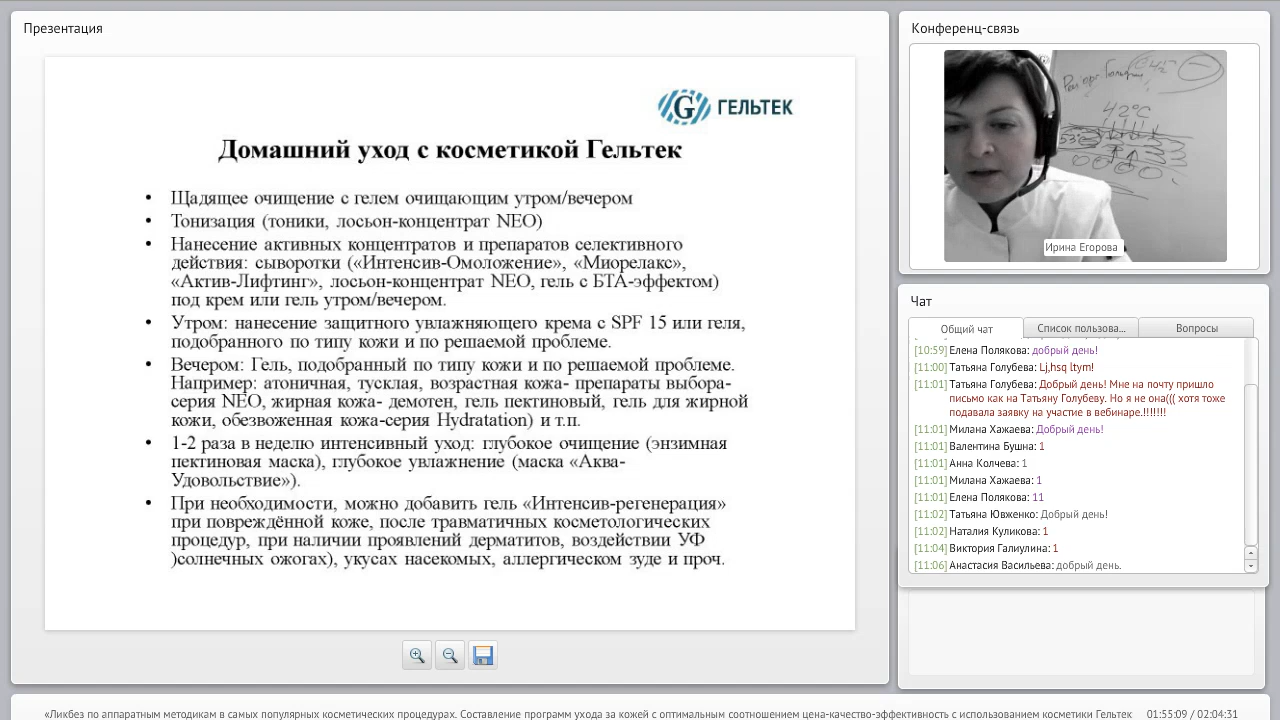 Презентация
ГЕЛЬТЕК
Домашний уход с косметикой Гельтек
• Щадящее очищение с гелем очищающим утром/вечером
• Тонизация (тоники, лосьон-концентрат NEO)
• Нанесение активных концентратов и препаратов селективного
действия: сыворотки («Интенсив-Омоложение», «Миорелакс»,
«Актив-Лифтинг», лосьон-концентрат NEO, гель с БТА-эффектом)
под крем или гель утром/вечером.
• Утром: нанесение защитного увлажняющего крема с SPF 15 или геля,
подобранного по типу кожи и по решаемой проблеме.
• Вечером: Гель, подобранный по типу кожи и по решаемой проблеме.
Например: атоничная, тусклая, возрастная кожа- препараты выбора-
серия NEO, жирная кожа- демотен, гель пектиновый, гель для жирной
кожи, обезвоженная кожа-серия Hydratation) и т.п.
• 1-2 раза в неделю интенсивный уход: глубокое очищение (энзимная
пектиновая маска), глубокое увлажнение (маска «Аква-
Удовольствие»).
• При необходимости, можно добавить гель «Интенсив-регенерация»
при повреждённой коже, после травматичных косметологических
процедур, при наличии проявлений дерматитов, воздействии УФ
)солнечных ожогах), укусах насекомых, аллергическом зуде и проч.
Конференц-связь
42°C
Ирина Егорова
Чат
Общий чат
Список пользова...
Вопросы
[10:59] Елена Полякова: добрый день!
[11:00] Татьяна Голубева: Lj,hsq ltym!
[11:01] Татьяна Голубева: Добрый день! Мне на почту пришло
письмо как на Татьяну Голубеву. Но я не она((( хотя тоже
подавала заявку на участие в вебинаре.!!!!!!!
[11:01] Милана Хажаева: Добрый день!
[11:01] Валентина Бушна: 1
[11:01] Анна Колчева: 1
[11:01] Милана Хажаева: 1
[11:01] Елена Полякова: 11
[11:02] Татьяна Ювженко: Добрый день!
[11:02] Наталия Куликова: 1
[11:04] Виктория Галиулина: 1
[11:06] Анастасия Васильева: добрый день.
«Ликбез по аппаратным методикам в самых популярных косметических процедурах. Составление программ ухода за кожей с оптимальным соотношением цена-качество-эффективность с использованием косметики Гельтек
01:55:09 / 02:04:31